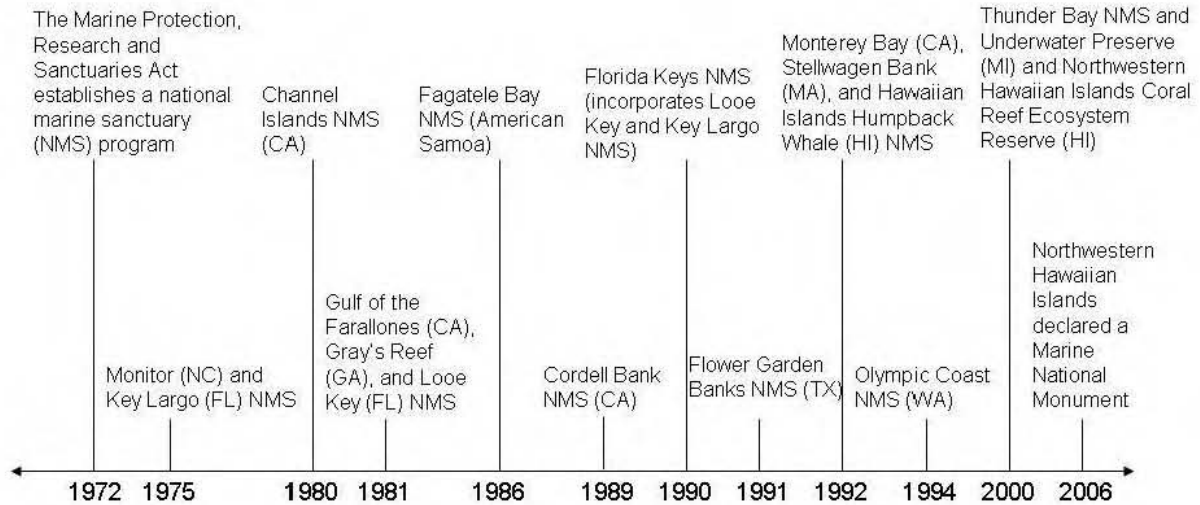 The Marine Protection,
Research and
Sanctuaries Act
establishes a national
marine sanctuary
(NMS) program
Channel
Islands NMS
(CA)
Fagatele Bay
NMS (American
Samoa)
Florida Keys NMS
(incorporates Looe
Key and Key Largo
NMS)
Monterey Bay (CA),
Stellwagen Bank
(MA), and Hawaiian
Islands Humpback
Whale (HI) NMS
Thunder Bay NMS and
Underwater Preserve
(MI) and Northwestern
Hawaiian Islands Coral
Reef Ecosystem
Reserve (HI)
Monitor (NC) and
Key Largo (FL) NMS
Gulf of the
Farallones (CA),
Gray's Reef
(GA), and Looe
Key (FL) NMS
Cordell Bank
NMS (CA)
Flower Garden
Banks NMS (TX)
Olympic Coast
NMS (WA)
Northwestern
Hawaiian
Islands
declared a
Marine
National
Monument
1972 1975 1980 1981 1986 1989 1990 1991 1992 1994 2000 2006